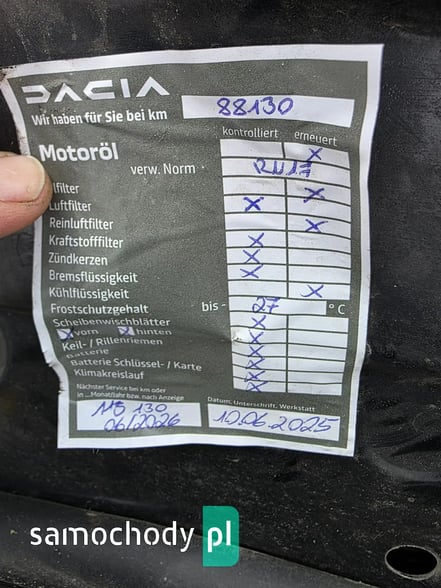 DACIA
Wir haben für Sie bei km 88130
kontrolliert erneuert
Motoröl X
verw. Norm RN17
lfilter X
Luftfilter X
Reinluftfilter X
Kraftstofffilter X
Zündkerzen X
Bremsflüssigkeit X
Kühlflüssigkeit X
Frostschutzgehalt bis - 27 °C
Scheibenwischblätter X
X vorn X hinten X
Keil- / Rillenriemen X
Batterie X
Batterie Schlüssel- / Karte X
Klimakreislauf X
Nächster Service bei km oder
in ...Monat/Jahr bzw. nach Anzeige
Datum, Unterschrift, Werkstatt
118 130
06/2026
10.06.2025
samochody pl